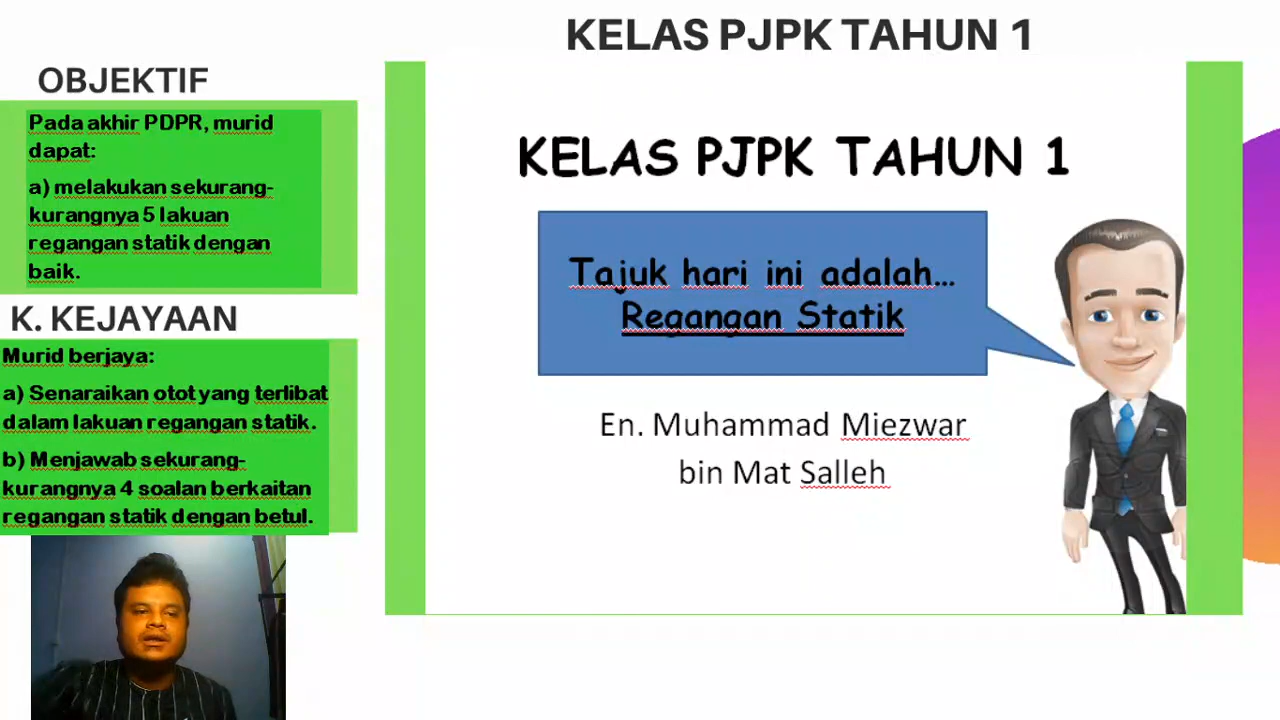 KELAS PJPK TAHUN 1
OBJEKTIF
Pada akhir PDPR, murid
dapat:
a) melakukan sekurang-
kurangnya 5 lakuan
regangan statik dengan
baik.
K. KEJAYAAN
Murid berjaya:
a) Senaraikan otot yang terlibat
dalam lakuan regangan statik.
b) Menjawab sekurang-
kurangnya 4 soalan berkaitan
regangan statik dengan betul.
KELAS PJPK TAHUN 1
Tajuk hari ini adalah...
Regangan Statik
En. Muhammad Miezwar
bin Mat Salleh